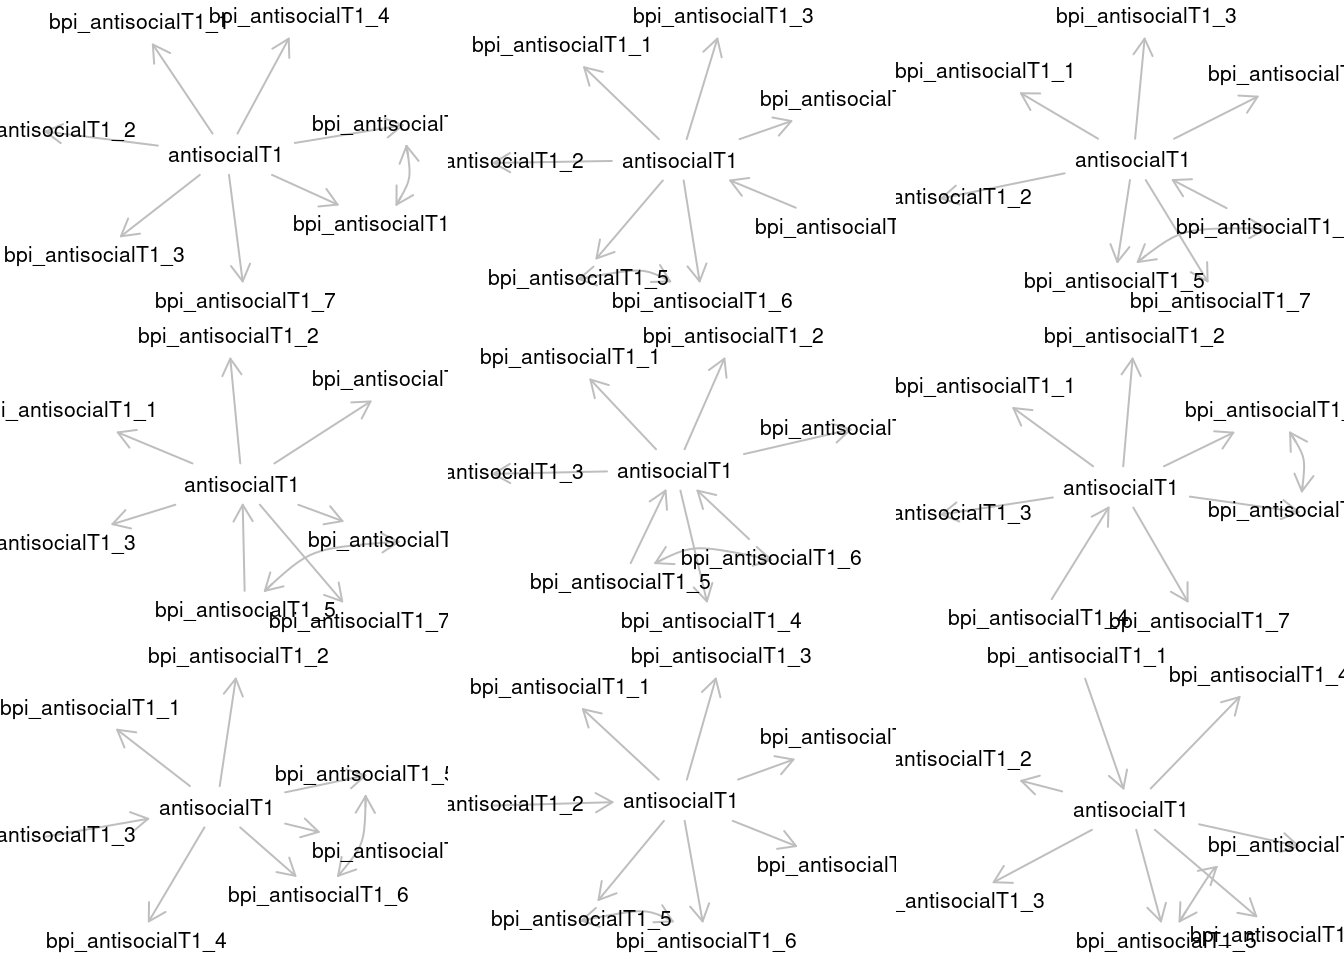 bpi_antisocialT1_1
bpi_antisocialT1_4
antisocialT1_2
bpi_antisocialT
antisocialT1
bpi_antisocialT1
bpi_antisocialT1_3
bpi_antisocialT1_7
bpi_antisocialT1_3
bpi_antisocialT1_1
bpi_antisocialT
antisocialT1_2
antisocialT1
bpi_antisocialT
bpi_antisocialT1_5
bpi_antisocialT1_6
bpi_antisocialT1_3
bpi_antisocialT1_1
bpi_antisocialT
antisocialT1
antisocialT1_2
bpi_antisocialT1_
bpi_antisocialT1_5
bpi_antisocialT1_7
bpi_antisocialT1_2
bpi_antisocialT
i_antisocialT1_1
antisocialT1
antisocialT1_3
bpi_antisocialT
bpi_antisocialT1_5
bpi_antisocialT1_7
bpi_antisocialT1_2
bpi_antisocialT1_1
bpi_antisocialT
antisocialT1_3
antisocialT1
bpi_antisocialT1_6
bpi_antisocialT1_5
bpi_antisocialT1_4
bpi_antisocialT1_2
bpi_antisocialT1_1
bpi_antisocialT1_
antisocialT1
antisocialT1_3
bpi_antisocialT
bpi_antisocialT1_4
bpi_antisocialT1_7
bpi_antisocialT1_2
bpi_antisocialT1_1
bpi_antisocialT1_5
antisocialT1
antisocialT1_3
bpi_antisocialT
bpi_antisocialT1_6
bpi_antisocialT1_4
bpi_antisocialT1_3
bpi_antisocialT1_1
bpi_antisocialT
antisocialT1_2
antisocialT1
bpi_antisocialT
bpi_antisocialT1_5
bpi_antisocialT1_6
bpi_antisocialT1_1
bpi_antisocialT1_4
antisocialT1_2
antisocialT1
bpi_antisocialT
_antisocialT1_3
bpi_antisocialT1_5
bpi_antisocialT1